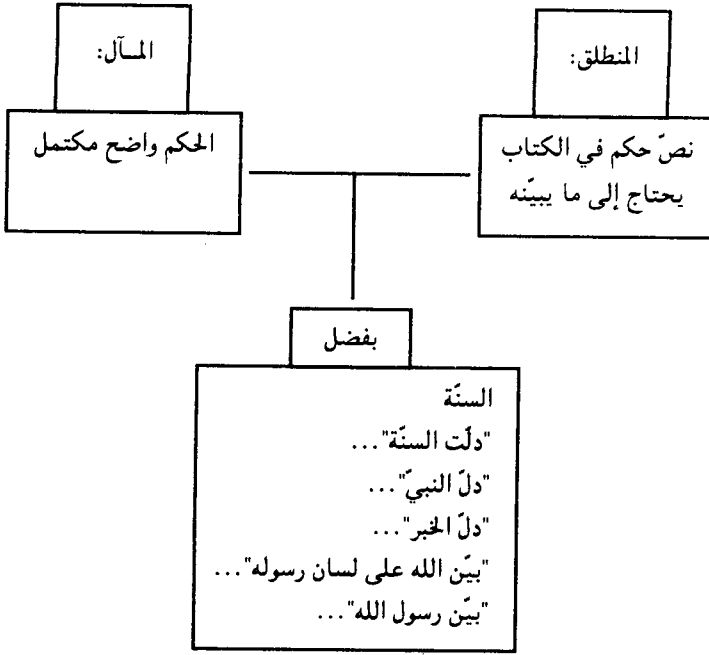 المنطلق:
نصّ حكم في الكتاب
يحتاج إلى ما يبيّنه
المــآل:
الحكم واضح مكتمل
بفضل
السنّة
"دلّت السنّة"...
"دلّ النبيّ"...
"دلّ الخبر"...
"بيّن الله على لسان رسوله"...
"بيّن رسول الله"...